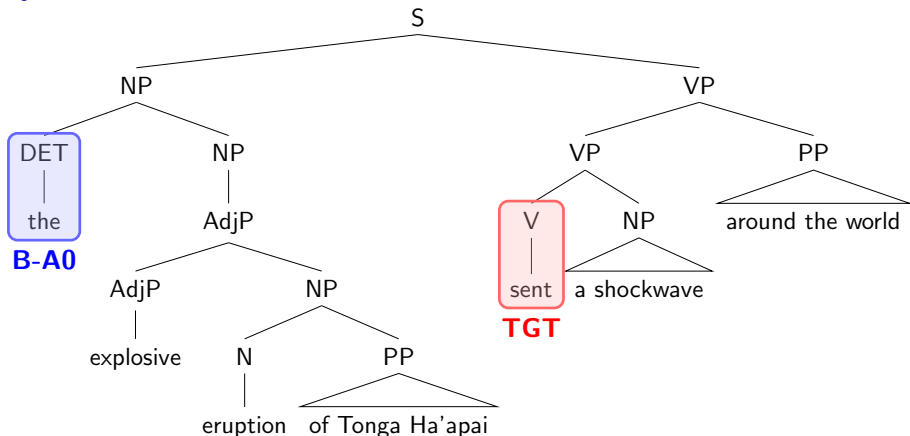 S
NP VP
DET NP VP PP
the AdjP V NP around the world
B-A0 AdjP NP sent a shockwave
TGT
explosive N PP
eruption of Tonga Ha'apai